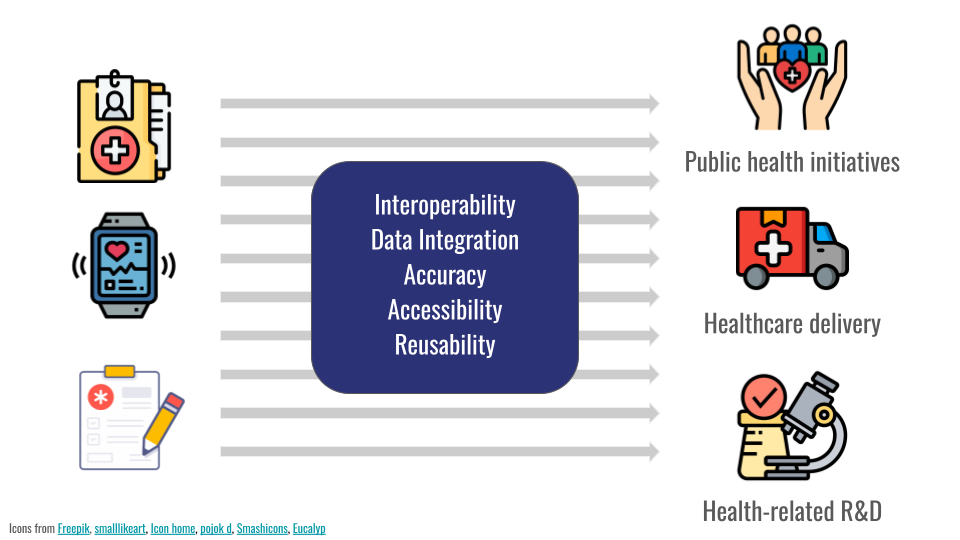 Public health initiatives
Interoperability
Data Integration
Accuracy
Accessibility
Reusability
Healthcare delivery
Health-related R&D
Icons from Freepik, smalllikeart, Icon home, pojok d, Smashicons, Eucalyp